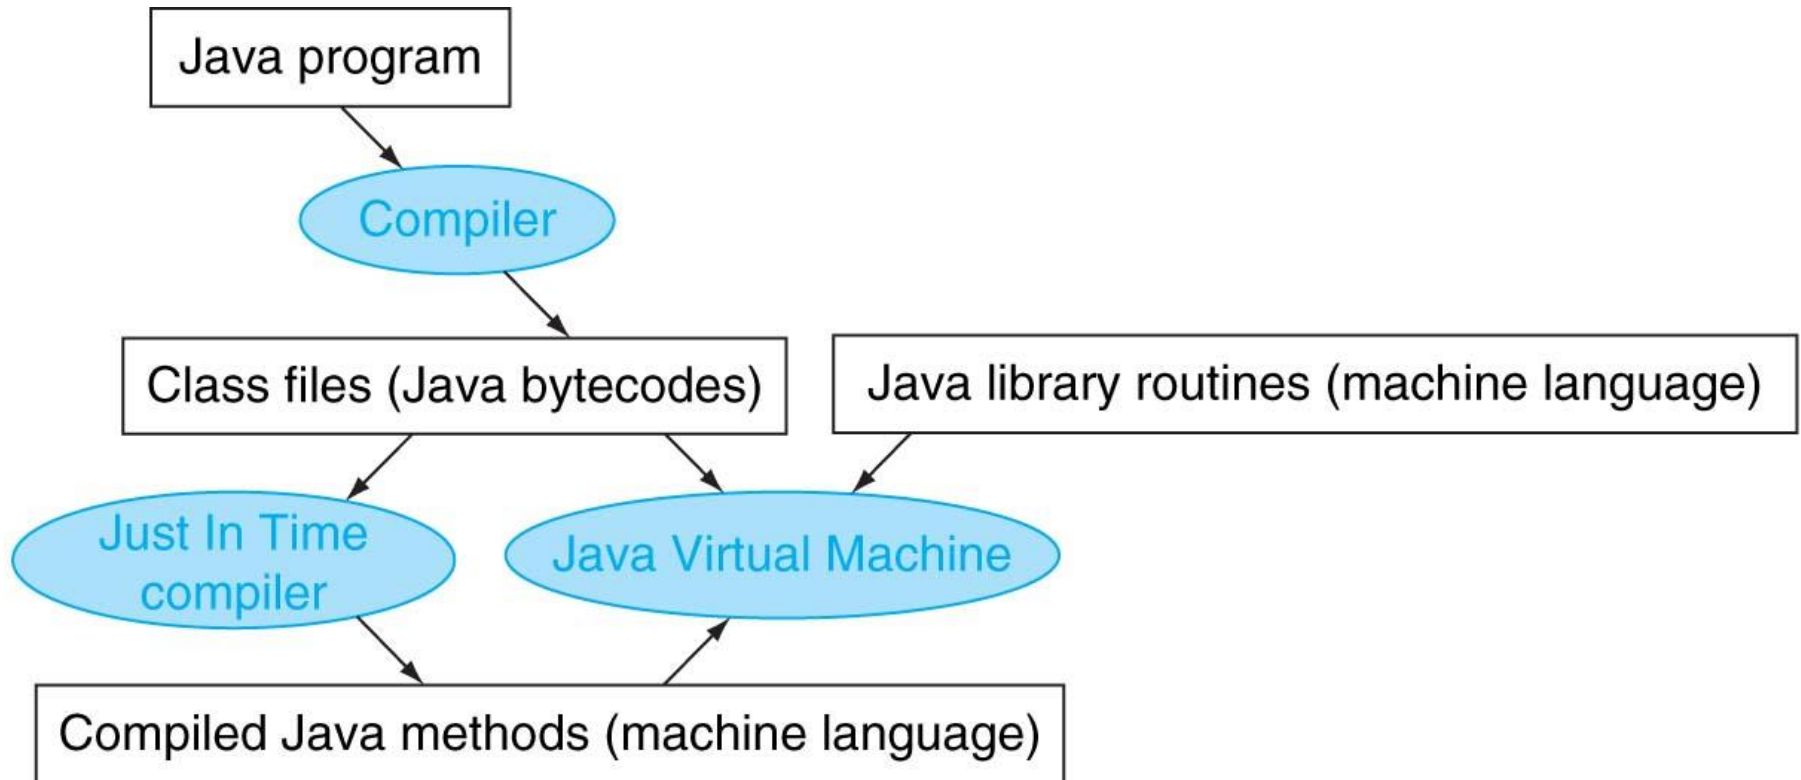 Java program
Compiler
Class files (Java bytecodes)
Java library routines (machine language)
Just In Time
compiler
Java Virtual Machine
Compiled Java methods (machine language)